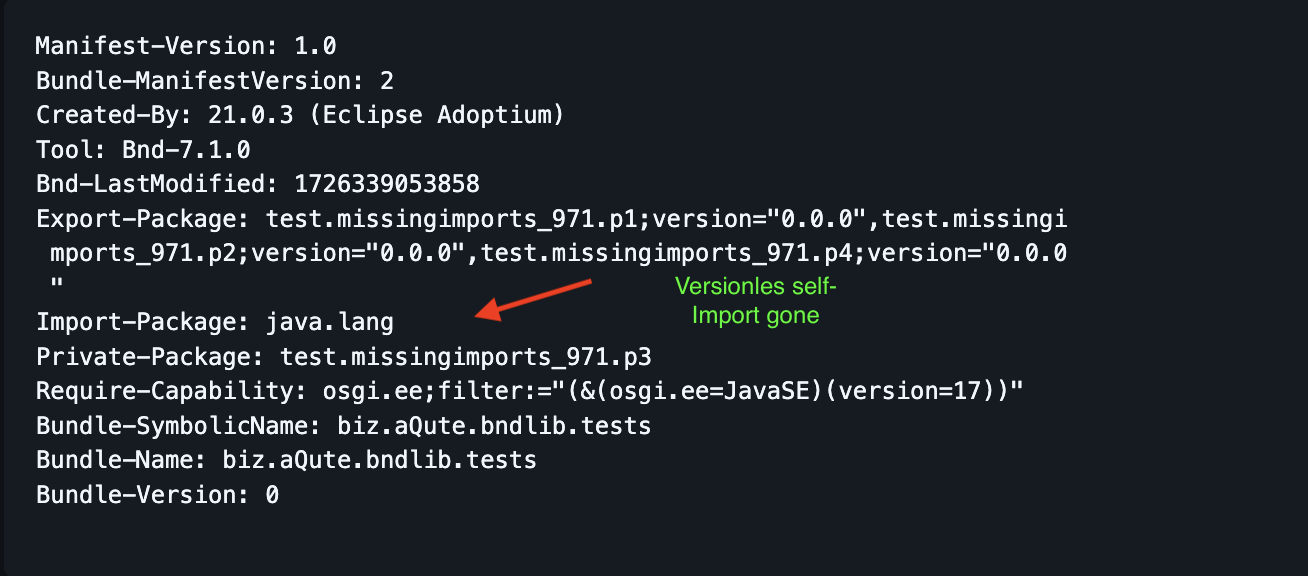 Manifest-Version: 1.0
Bundle-ManifestVersion: 2
Created-By: 21.0.3 (Eclipse Adoptium)
Tool: Bnd-7.1.0
Bnd-LastModified: 1726339053858
Export-Package: test.missingimports_971.p1;version="0.0.0",test.missingi
 mports_971.p2;version="0.0.0",test.missingimports_971.p4;version="0.0.0
 "
Versionles self-
Import gone
Import-Package: java.lang
Private-Package: test.missingimports_971.p3
Require-Capability: osgi.ee;filter:="(&(osgi.ee=JavaSE)(version=17))"
Bundle-SymbolicName: biz.aQute.bndlib.tests
Bundle-Name: biz.aQute.bndlib.tests
Bundle-Version: 0